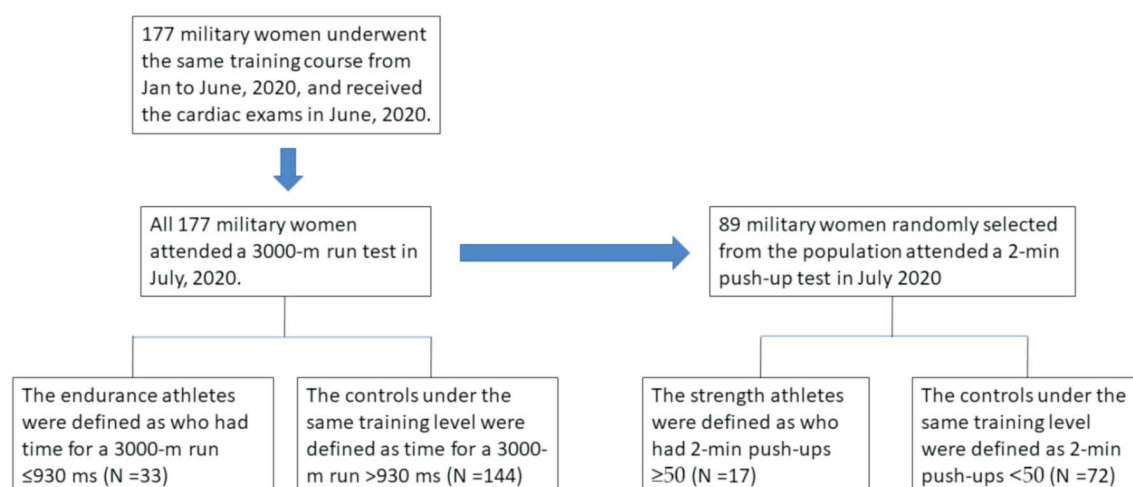 177 military women underwent
the same training course from
Jan to June, 2020, and received
the cardiac exams in June, 2020.
All 177 military women
attended a 3000-m run test in
July, 2020.
89 military women randomly selected
from the population attended a 2-min
push-up test in July 2020
The endurance athletes
were defined as who had
time for a 3000-m run
≤930 ms (N =33)
The controls under the
same training level were
defined as time for a 3000-
m run >930 ms (N =144)
The strength athletes
were defined as who
had 2-min push-ups
≥50 (N =17)
The controls under the
same training level
were defined as 2-min
push-ups <50 (N =72)